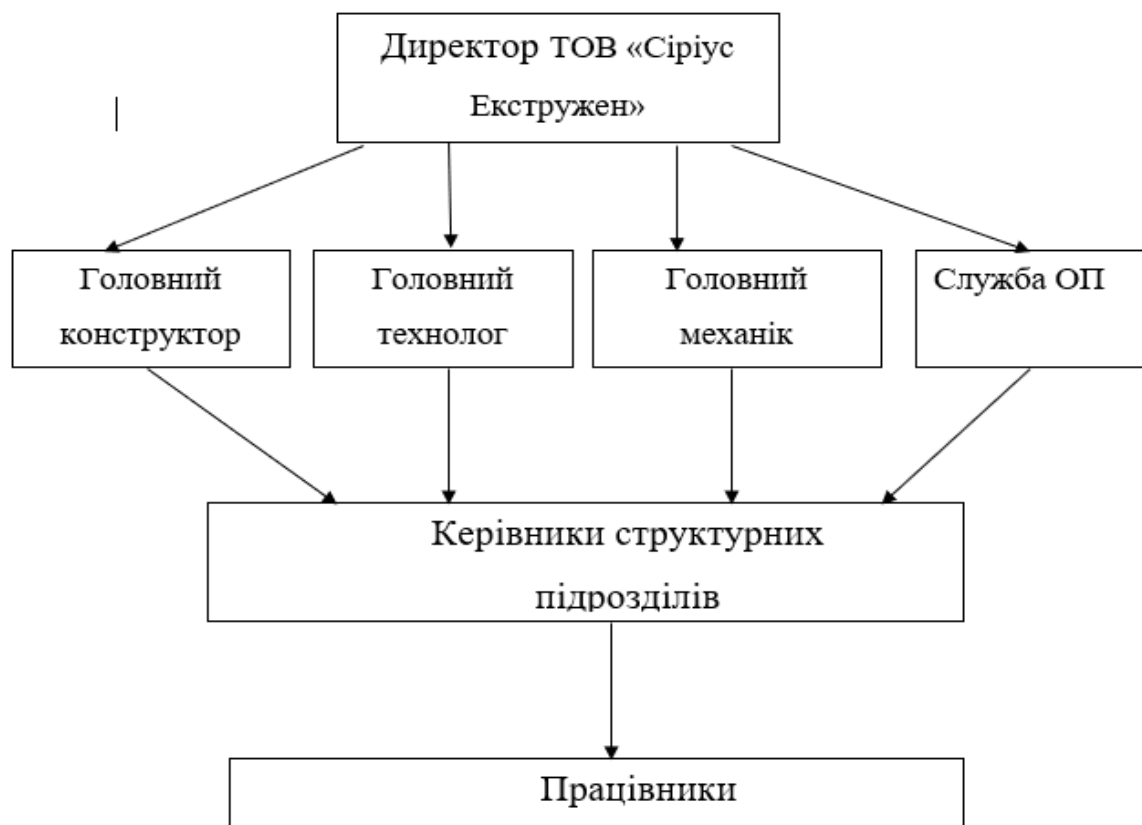 Директор ТОВ «Сіріус
Екстружен»
Головний
конструктор
Головний
технолог
Головний
механік
Служба ОП
Керівники структурних
підрозділів
Працівники